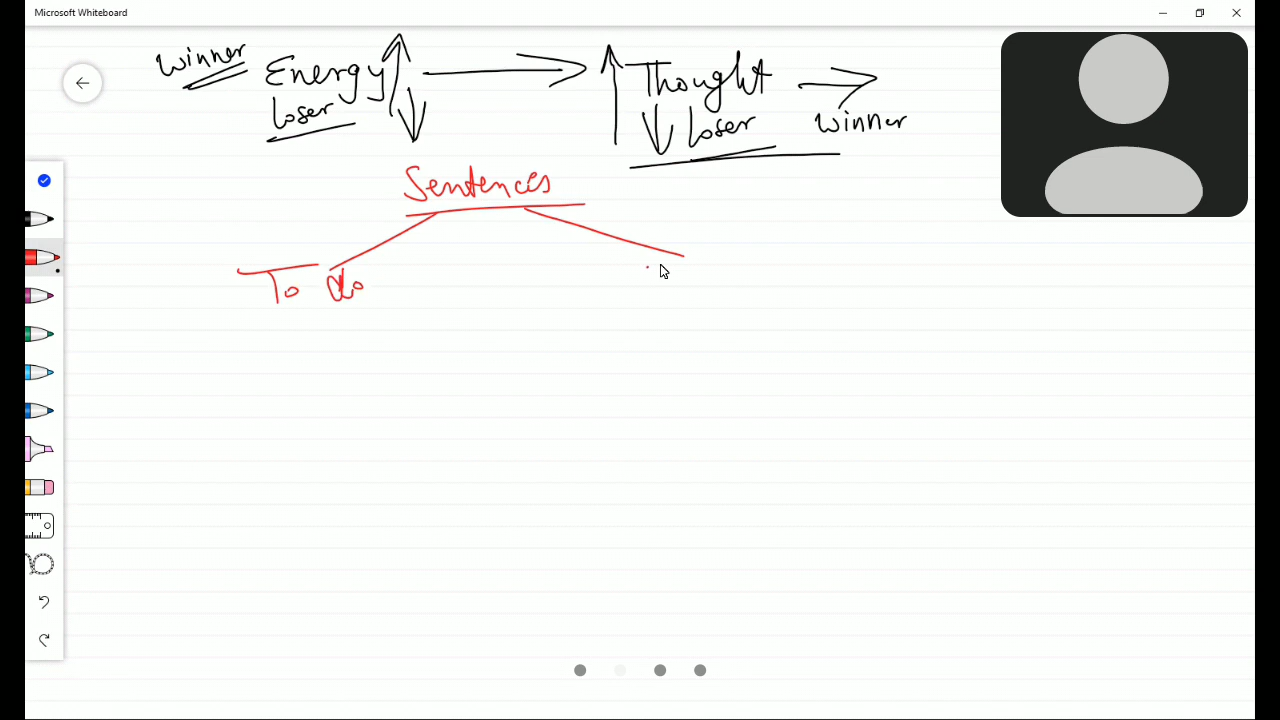 Microsoft Whiteboard
Winner Energy Thought
loser loser winner
Sentences
To do